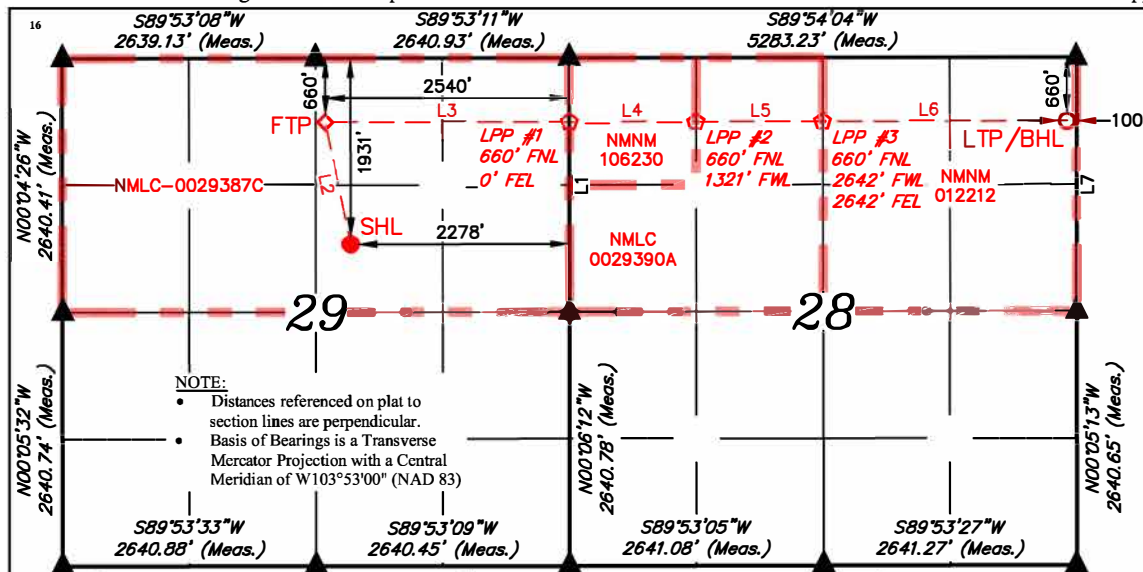 16
S89°53'08"W
2639.13' (Meas.)
S89°53'11"W
2640.93' (Meas.)
S89°54'04"W
5283.23' (Meas.)
N00°04'26"W
2640.41' (Meas.)
660'
2540'
660'
FTP
L3
L4
L5
L6
100
1931'
LPP #1
660' FNL
0' FEL
NMNM
106230
LPP #2
660' FNL
1321' FWL
LPP #3
660' FNL
2642' FWL
2642' FEL
LTP/BHL
NMNM
012212
NMLC-0029387C
L2
L1
L7
SHL
2278'
NMLC
0029390A
29
28
NOTE:
• Distances referenced on plat to
section lines are perpendicular.
• Basis of Bearings is a Transverse
Mercator Projection with a Central
Meridian of W103°53'00" (NAD 83)
N00°05'32"W
2640.74' (Meas.)
N00°06'12"W
2640.78' (Meas.)
N00°05'13"W
2640.65' (Meas.)
S89°53'33"W
2640.88' (Meas.)
S89°53'09"W
2640.45' (Meas.)
S89°53'05"W
2641.08' (Meas.)
S89°53'27"W
2641.27' (Meas.)